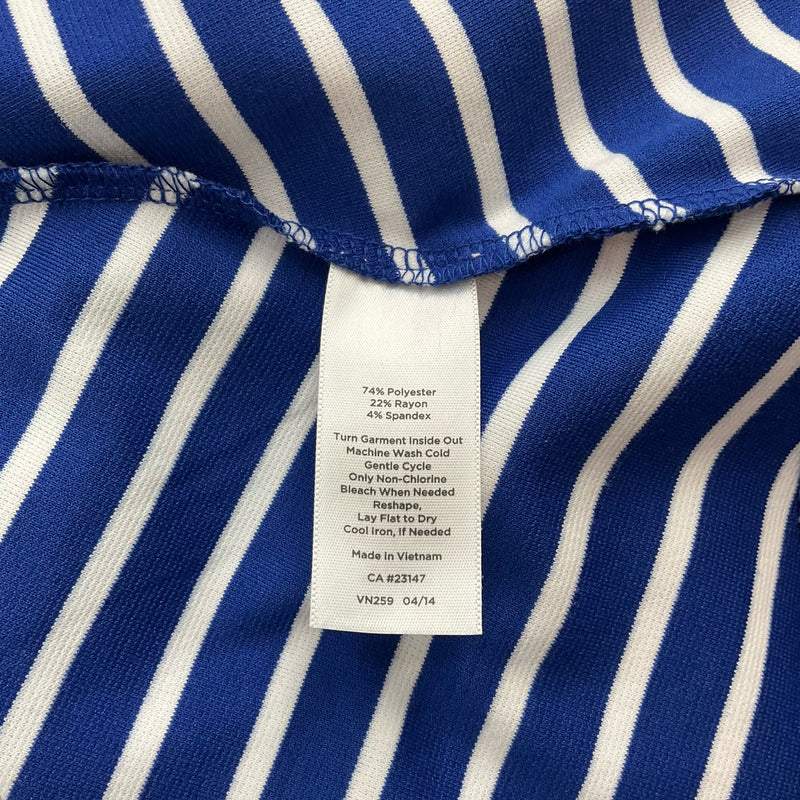 74% Polyester
22% Rayon
4% Spandex
Turn Garment Inside Out
Machine Wash Cold
Gentle Cycle
Only Non-Chlorine
Bleach When Needed
Reshape,
Lay Flat to Dry
Cool Iron, If Needed
Made In Vietnam
CA #23147
VN259 04/14